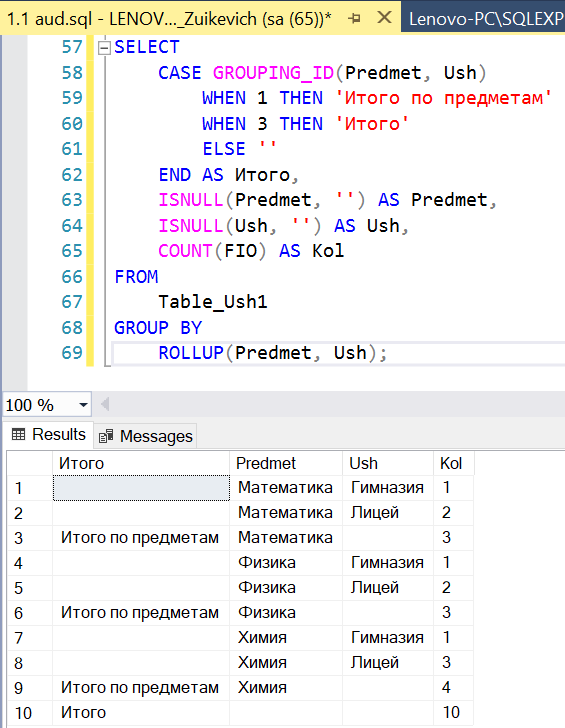 1.1 aud.sql - LENOV..._Zuikevich (sa (65))* Lenovo-PC\SQLEXP
57 SELECT
58 CASE GROUPING_ID(Predmet, Ush)
59 WHEN 1 THEN 'Итого по предметам'
60 WHEN 3 THEN 'Итого'
61 ELSE ''
62 END AS Итого,
63 ISNULL(Predmet, '') AS Predmet,
64 ISNULL(Ush, '') AS Ush,
65 COUNT(FIO) AS Kol
66 FROM
67 Table_Ush1
68 GROUP BY
69 ROLLUP(Predmet, Ush);
100 %
Results Messages
Итого Predmet Ush Kol
1 Математика Гимназия 1
2 Математика Лицей 2
3 Итого по предметам Математика 3
4 Физика Гимназия 1
5 Физика Лицей 2
6 Итого по предметам Физика 3
7 Химия Гимназия 1
8 Химия Лицей 3
9 Итого по предметам Химия 4
10 Итого 10